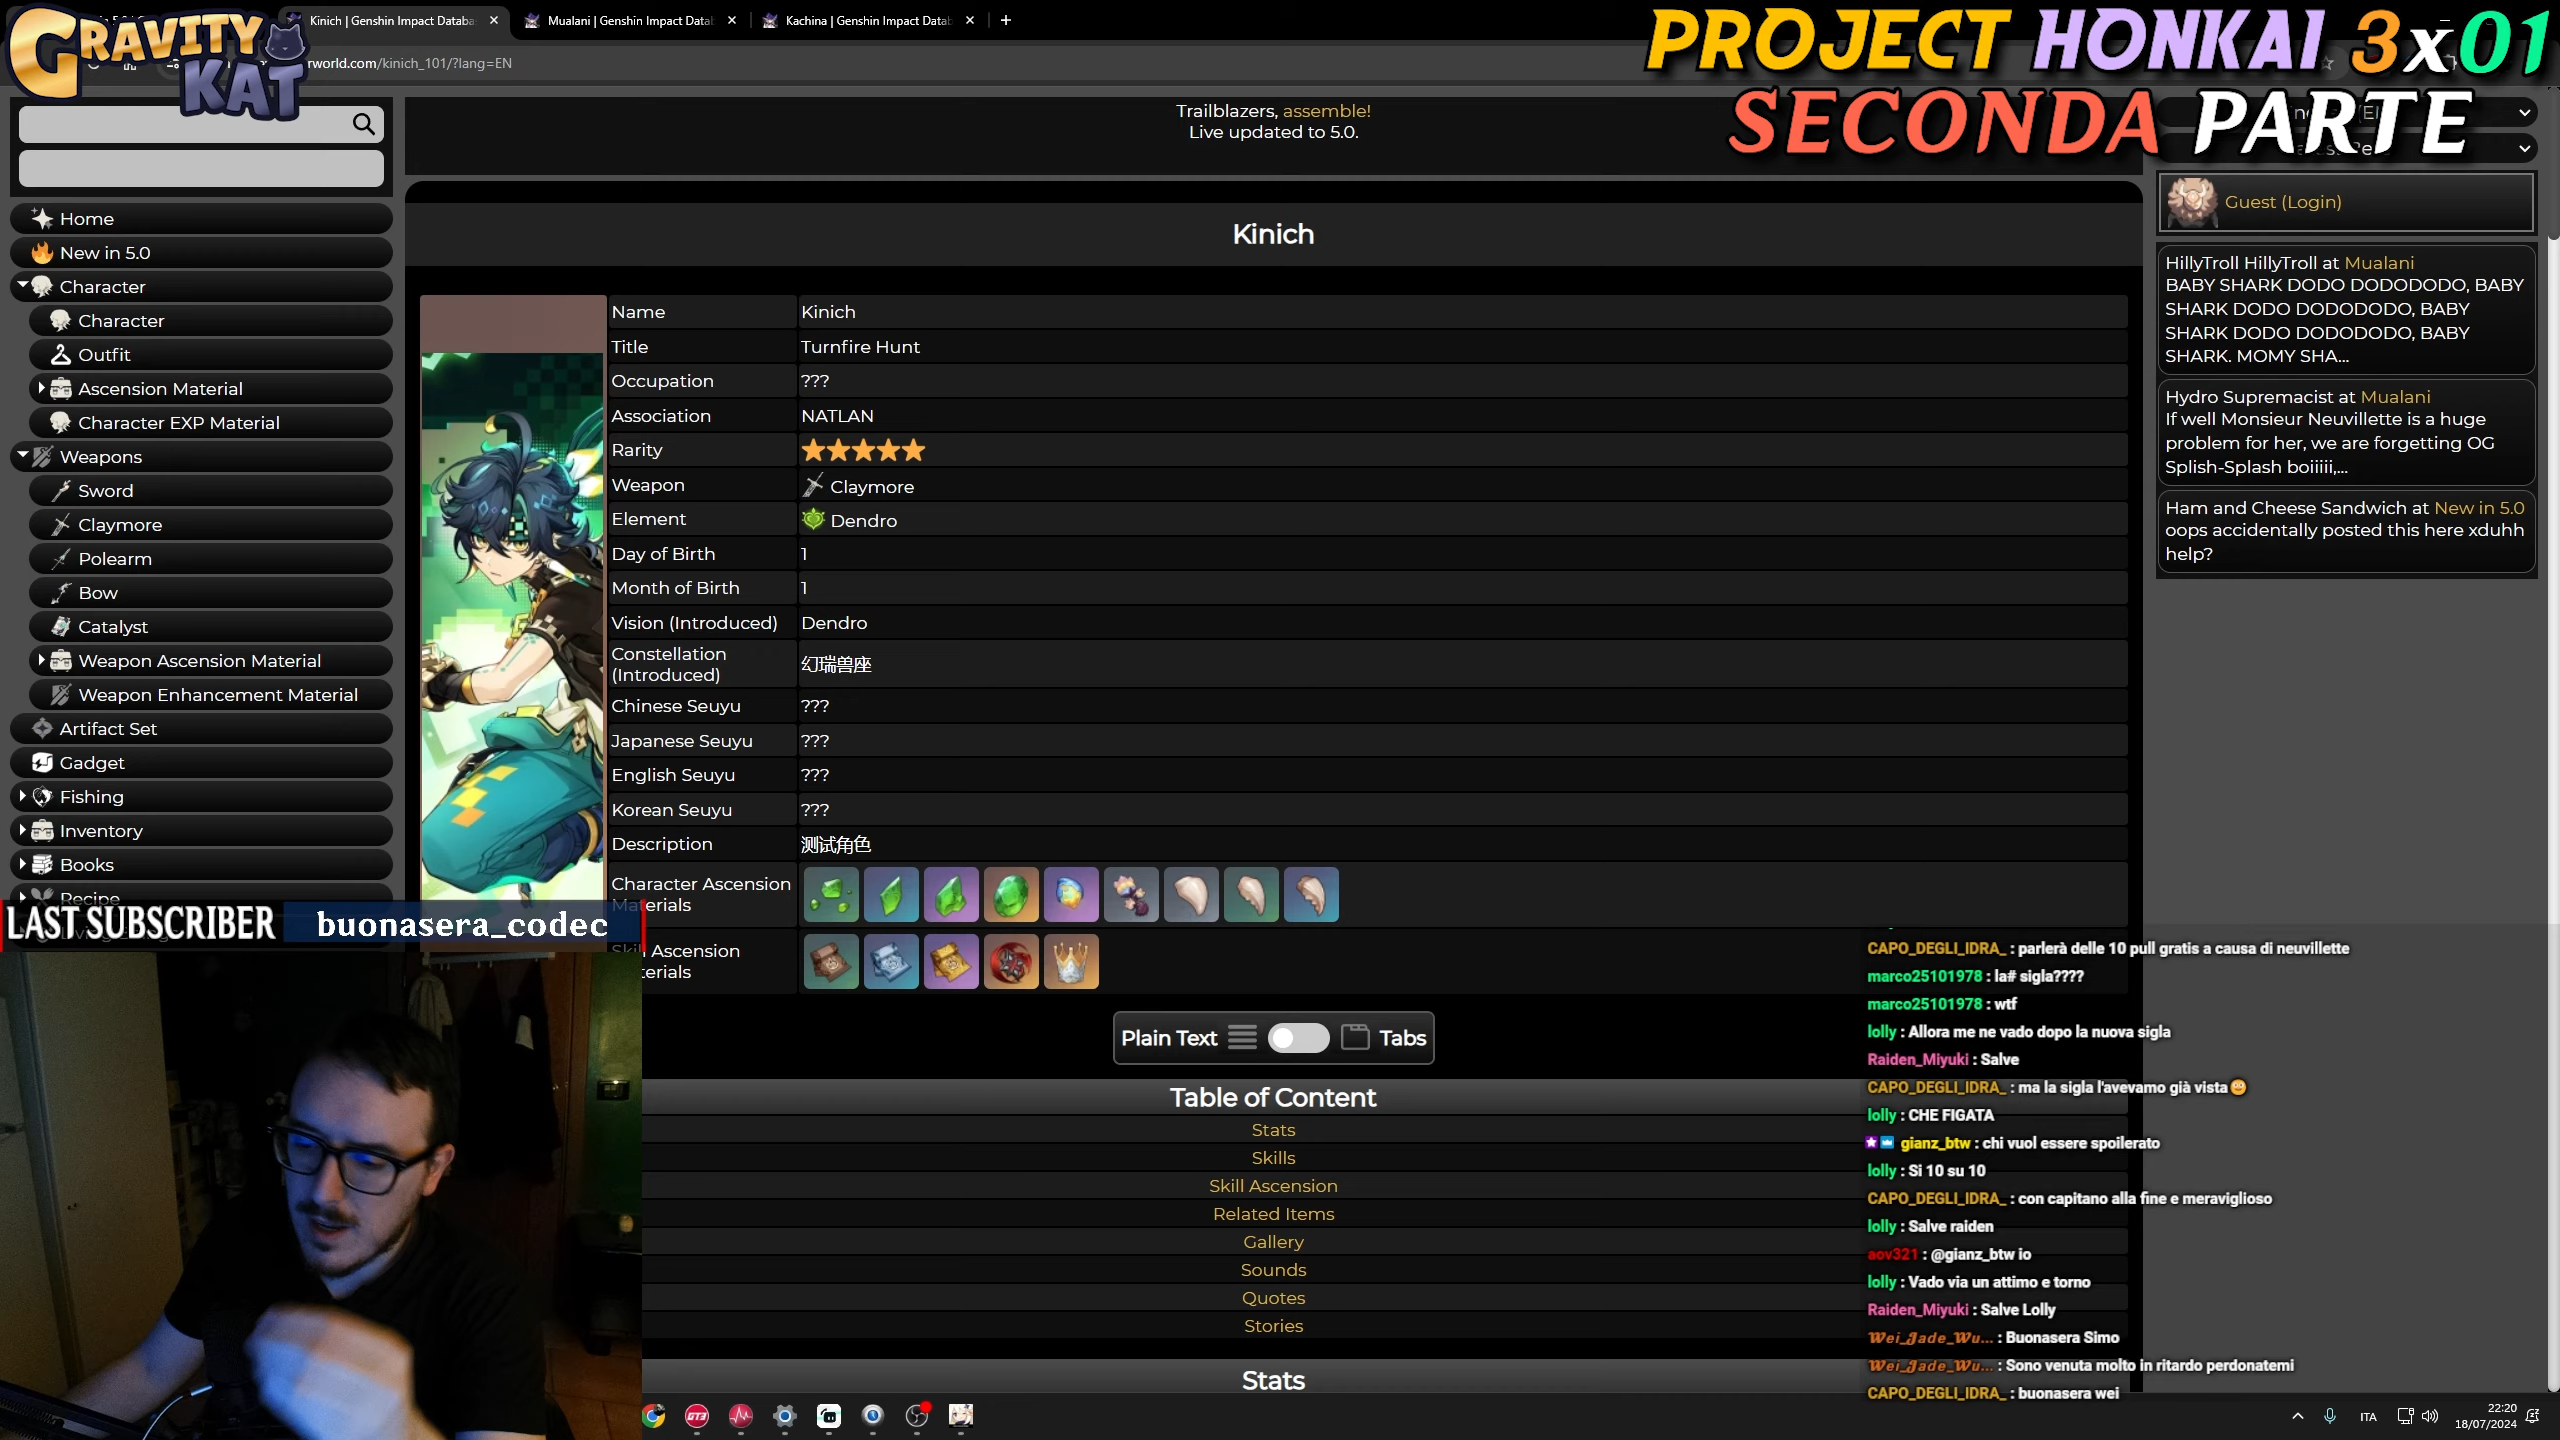 Kinich | Genshin Impact Databa
Mualani | Genshin Impact Data
Kachina | Genshin Impact Datab
GRAVITY
KAT
rworld.com/kinich_101/?lang=EN
PROJECT HONKAI 3x01
SECONDA PARTE
Trailblazers, assemble!
Live updated to 5.0.
Home
New in 5.0
Character
Character
Outfit
Ascension Material
Character EXP Material
Weapons
Sword
Claymore
Polearm
Bow
Catalyst
Weapon Ascension Material
Weapon Enhancement Material
Artifact Set
Gadget
Fishing
Inventory
Books
Recipe
Kinich
Name Kinich
Title Turnfire Hunt
Occupation ???
Association NATLAN
Rarity
Weapon Claymore
Element Dendro
Day of Birth 1
Month of Birth 1
Vision (Introduced) Dendro
Constellation
(Introduced) 幻瑞兽座
Chinese Seuyu ???
Japanese Seuyu ???
English Seuyu ???
Korean Seuyu ???
Description 测试角色
Character Ascension
Materials
Skill Ascension
terials
Plain Text Tabs
Table of Content
Stats
Skills
Skill Ascension
Related Items
Gallery
Sounds
Quotes
Stories
Stats
Guest (Login)
HillyTroll HillyTroll at Mualani
BABY SHARK DODO DODODODO, BABY
SHARK DODO DODODODO, BABY
SHARK DODO DODODODO, BABY
SHARK. MOMY SHA...
Hydro Supremacist at Mualani
If well Monsieur Neuvillette is a huge
problem for her, we are forgetting OG
Splish-Splash boiiiii,...
Ham and Cheese Sandwich at New in 5.0
oops accidentally posted this here xduhh
help?
LAST SUBSCRIBER buonasera_codec
CAPO_DEGLI_IDRA_ : parlerà delle 10 pull gratis a causa di neuvillette
marco25101978 : la# sigla????
marco25101978 : wtf
lolly : Allora me ne vado dopo la nuova sigla
Raiden_Miyuki : Salve
CAPO_DEGLI_IDRA_ : ma la sigla l'avevamo già vista
lolly : CHE FIGATA
gianz_btw : chi vuol essere spoilerato
lolly : Si 10 su 10
CAPO_DEGLI_IDRA_ : con capitano alla fine e meraviglioso
lolly : Salve raiden
aov321 : @gianz_btw io
lolly : Vado via un attimo e torno
Raiden_Miyuki : Salve Lolly
Wei_Jade_Wu... : Buonasera Simo
Wei_Jade_Wu... : Sono venuta molto in ritardo perdonatemi
CAPO_DEGLI_IDRA_ : buonasera wei
GT3
ITA
22:20
18/07/2024